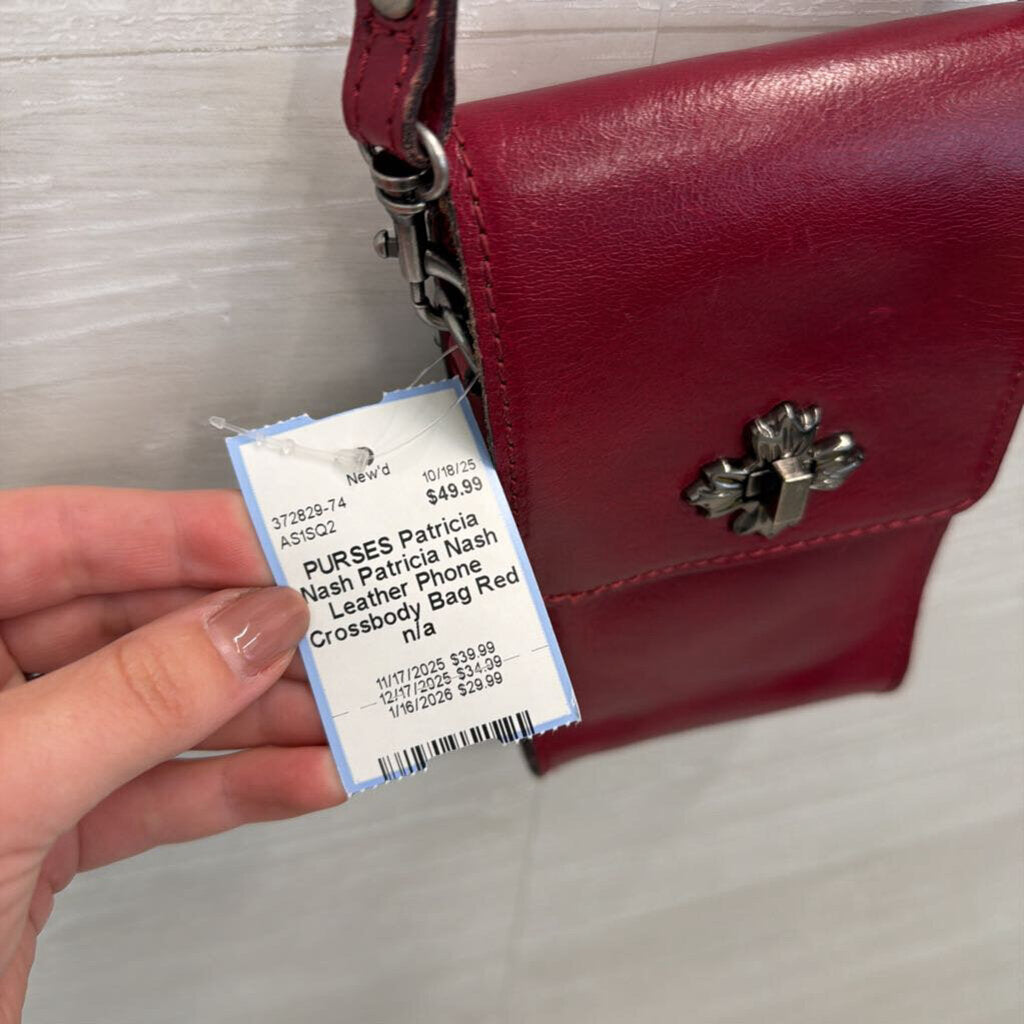 New'd
10/18/25
372829-74
$49.99
AS1SQ2
PURSES Patricia
Nash Patricia Nash
Leather Phone
Crossbody Bag Red
n/a
11/17/2025 $39.99
12/17/2025 $34.99
1/16/2026 $29.99